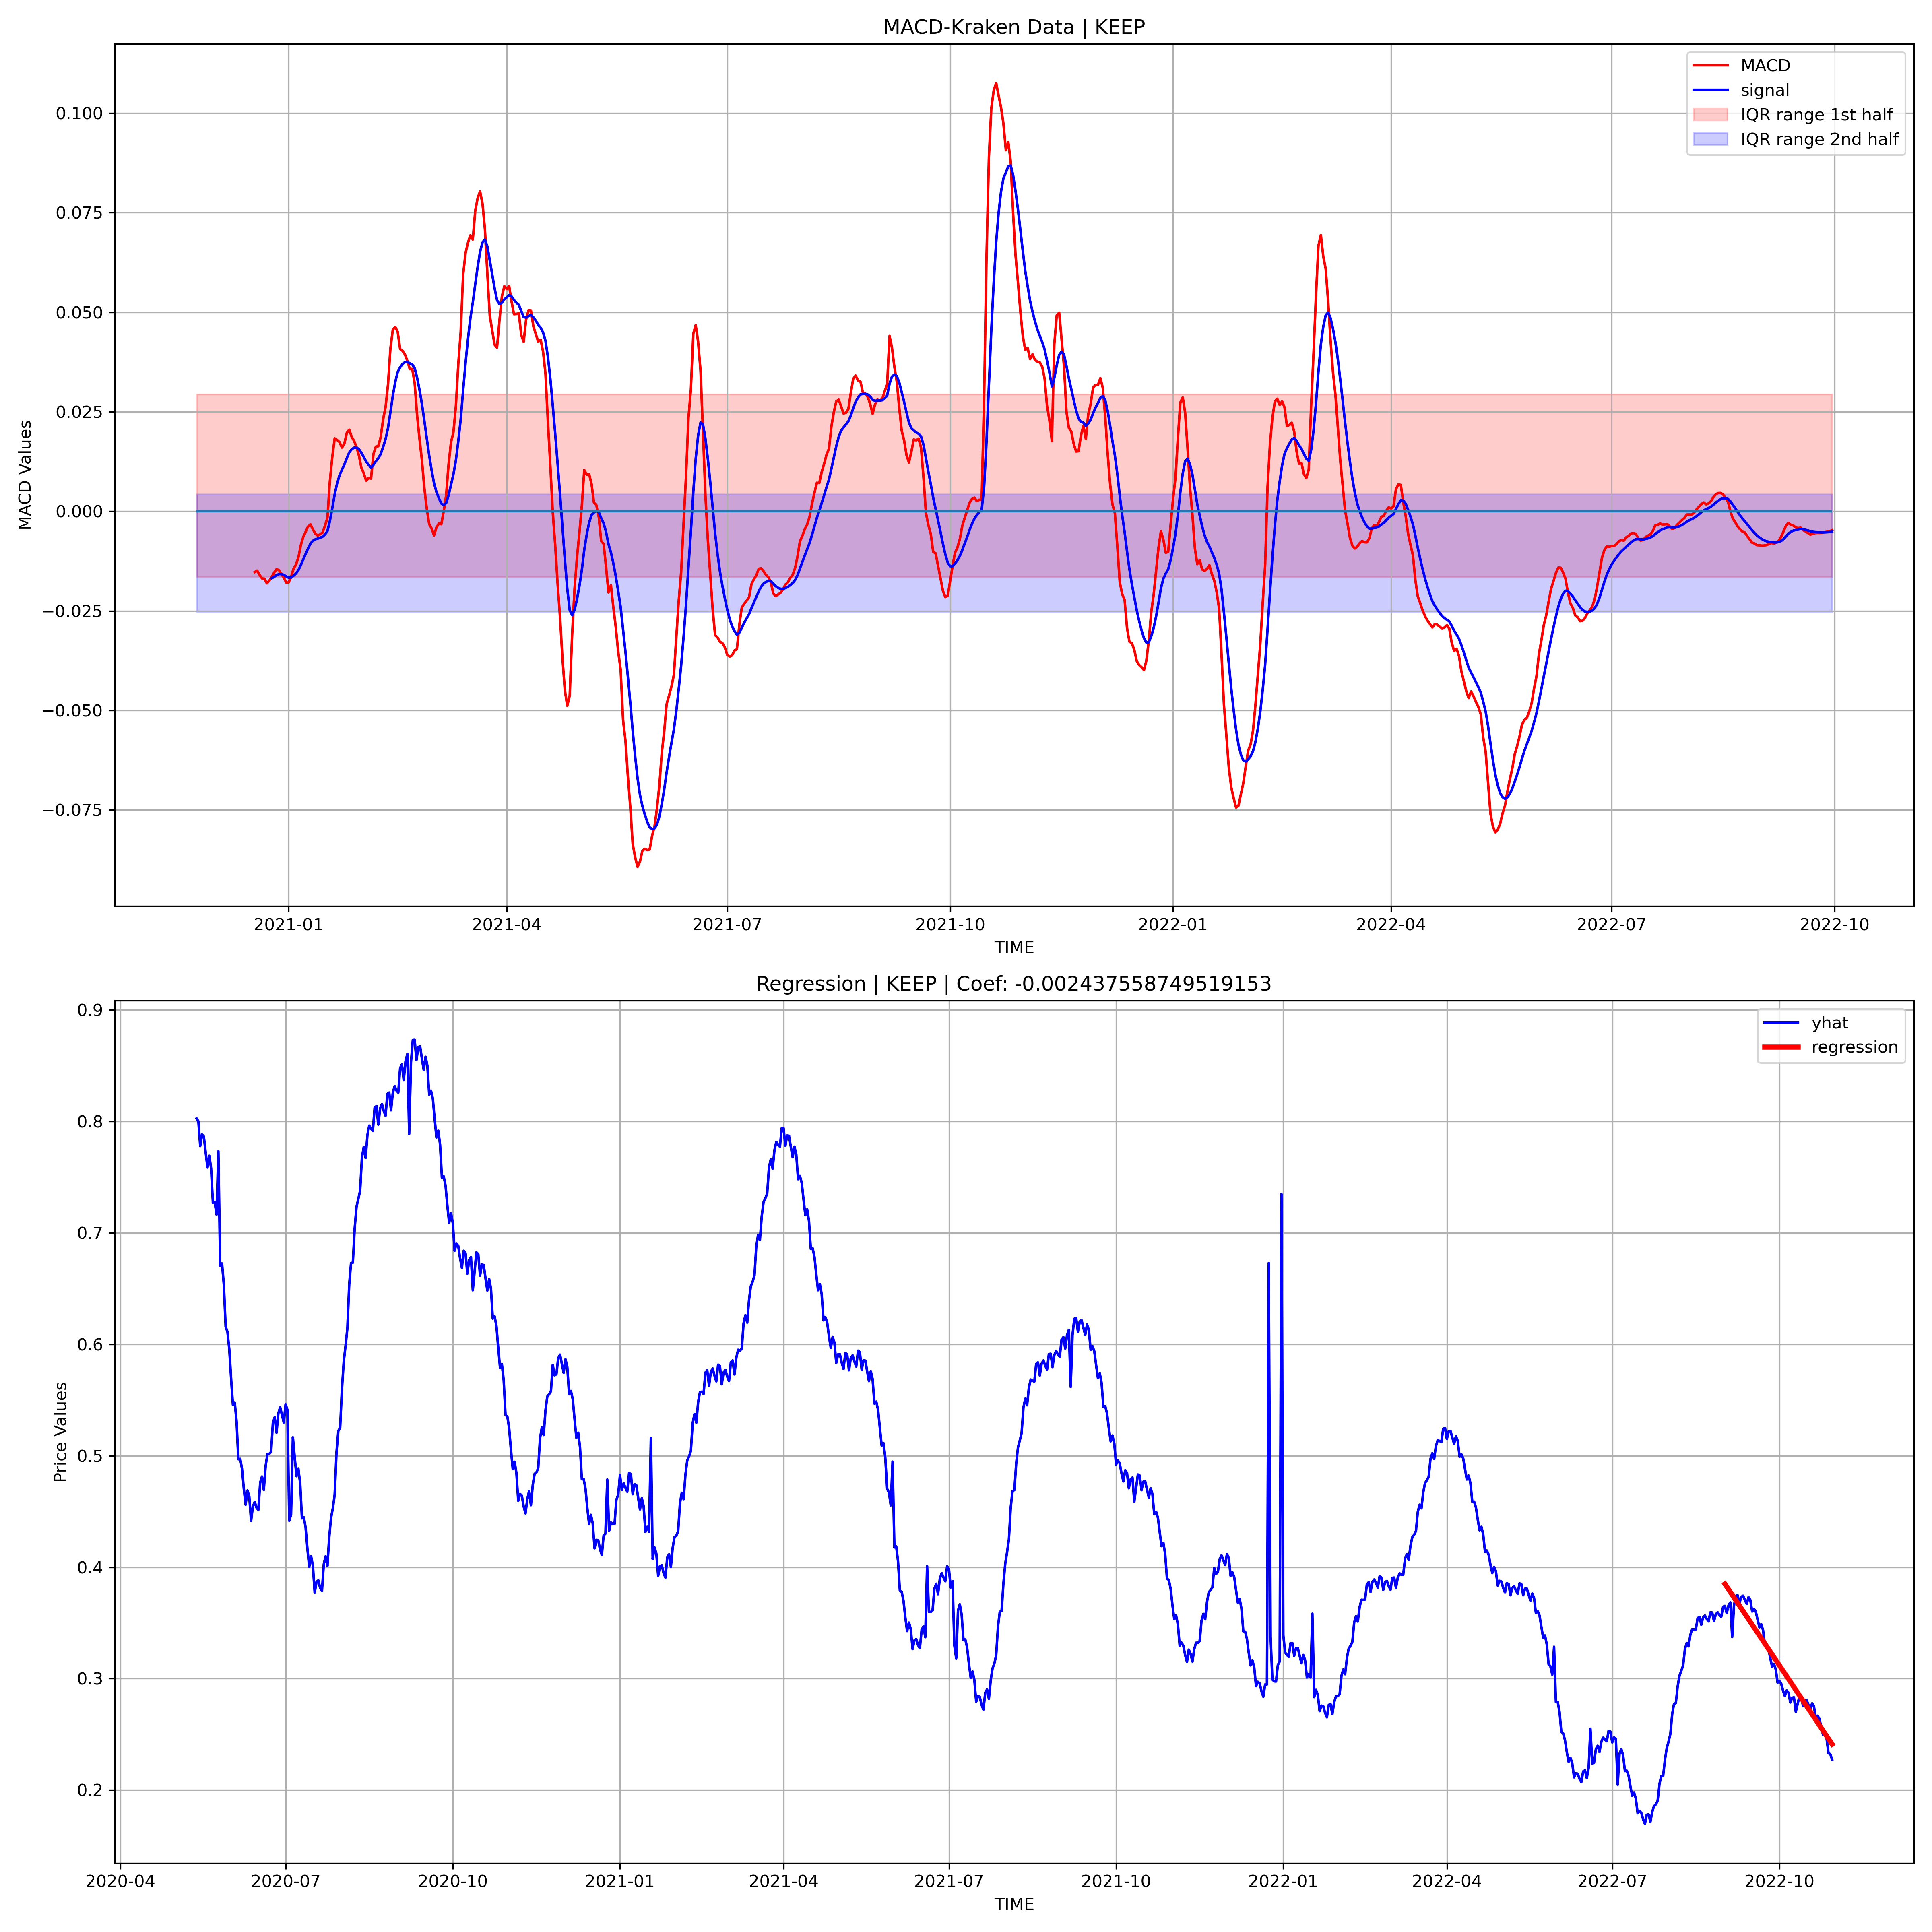 MACD-Kraken Data | KEEP
MACD
signal
IQR range 1st half
IQR range 2nd half
MACD Values
0.100
0.075
0.050
0.025
0.000
−0.025
−0.050
−0.075
2021-01
2021-04
2021-07
2021-10
2022-01
2022-04
2022-07
2022-10
TIME
Regression | KEEP | Coef: -0.002437558749519153
yhat
regression
Price Values
0.9
0.8
0.7
0.6
0.5
0.4
0.3
0.2
2020-04
2020-07
2020-10
2021-01
2021-04
2021-07
2021-10
2022-01
2022-04
2022-07
2022-10
TIME